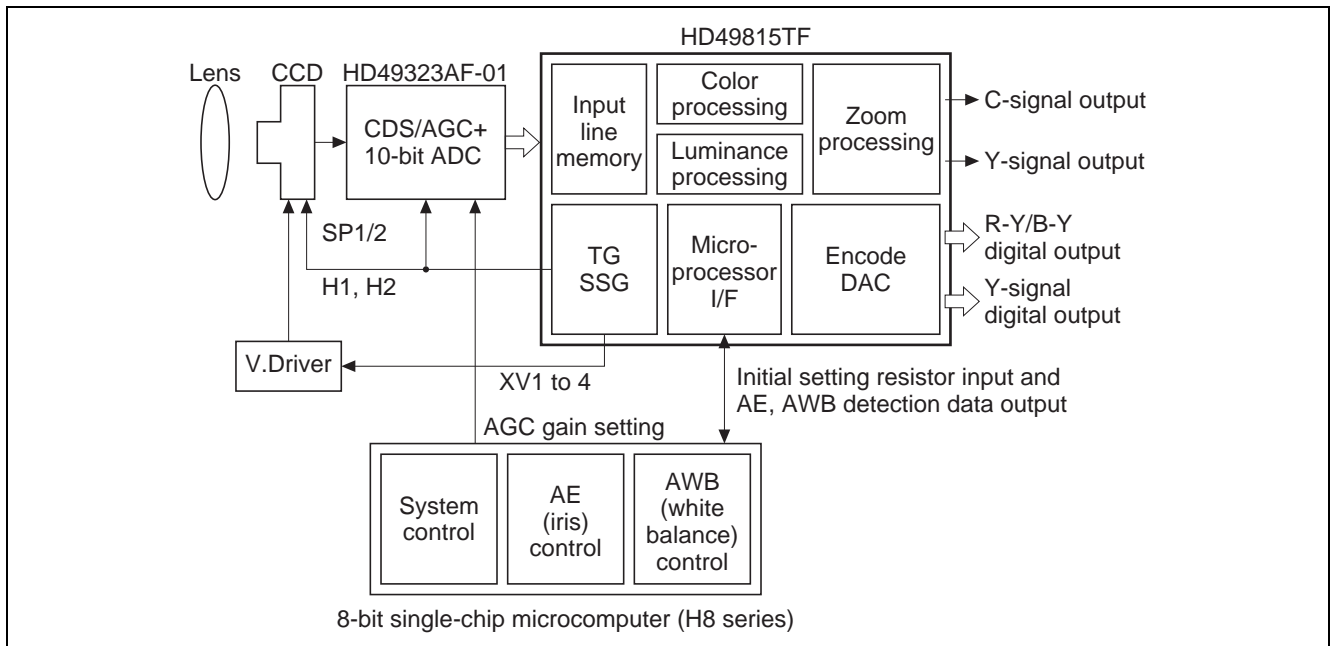 HD49815TF
Lens
CCD
HD49323AF-01
CDS/AGC+
10-bit ADC
Input
line
memory
Color
processing
Luminance
processing
Zoom
processing
C-signal output
Y-signal output
SP1/2
H1, H2
TG
SSG
Micro-
processor
I/F
Encode
DAC
R-Y/B-Y
digital output
Y-signal
digital output
V.Driver
XV1 to 4
Initial setting resistor input and
AE, AWB detection data output
AGC gain setting
System
control
AE
(iris)
control
AWB
(white
balance)
control
8-bit single-chip microcomputer (H8 series)